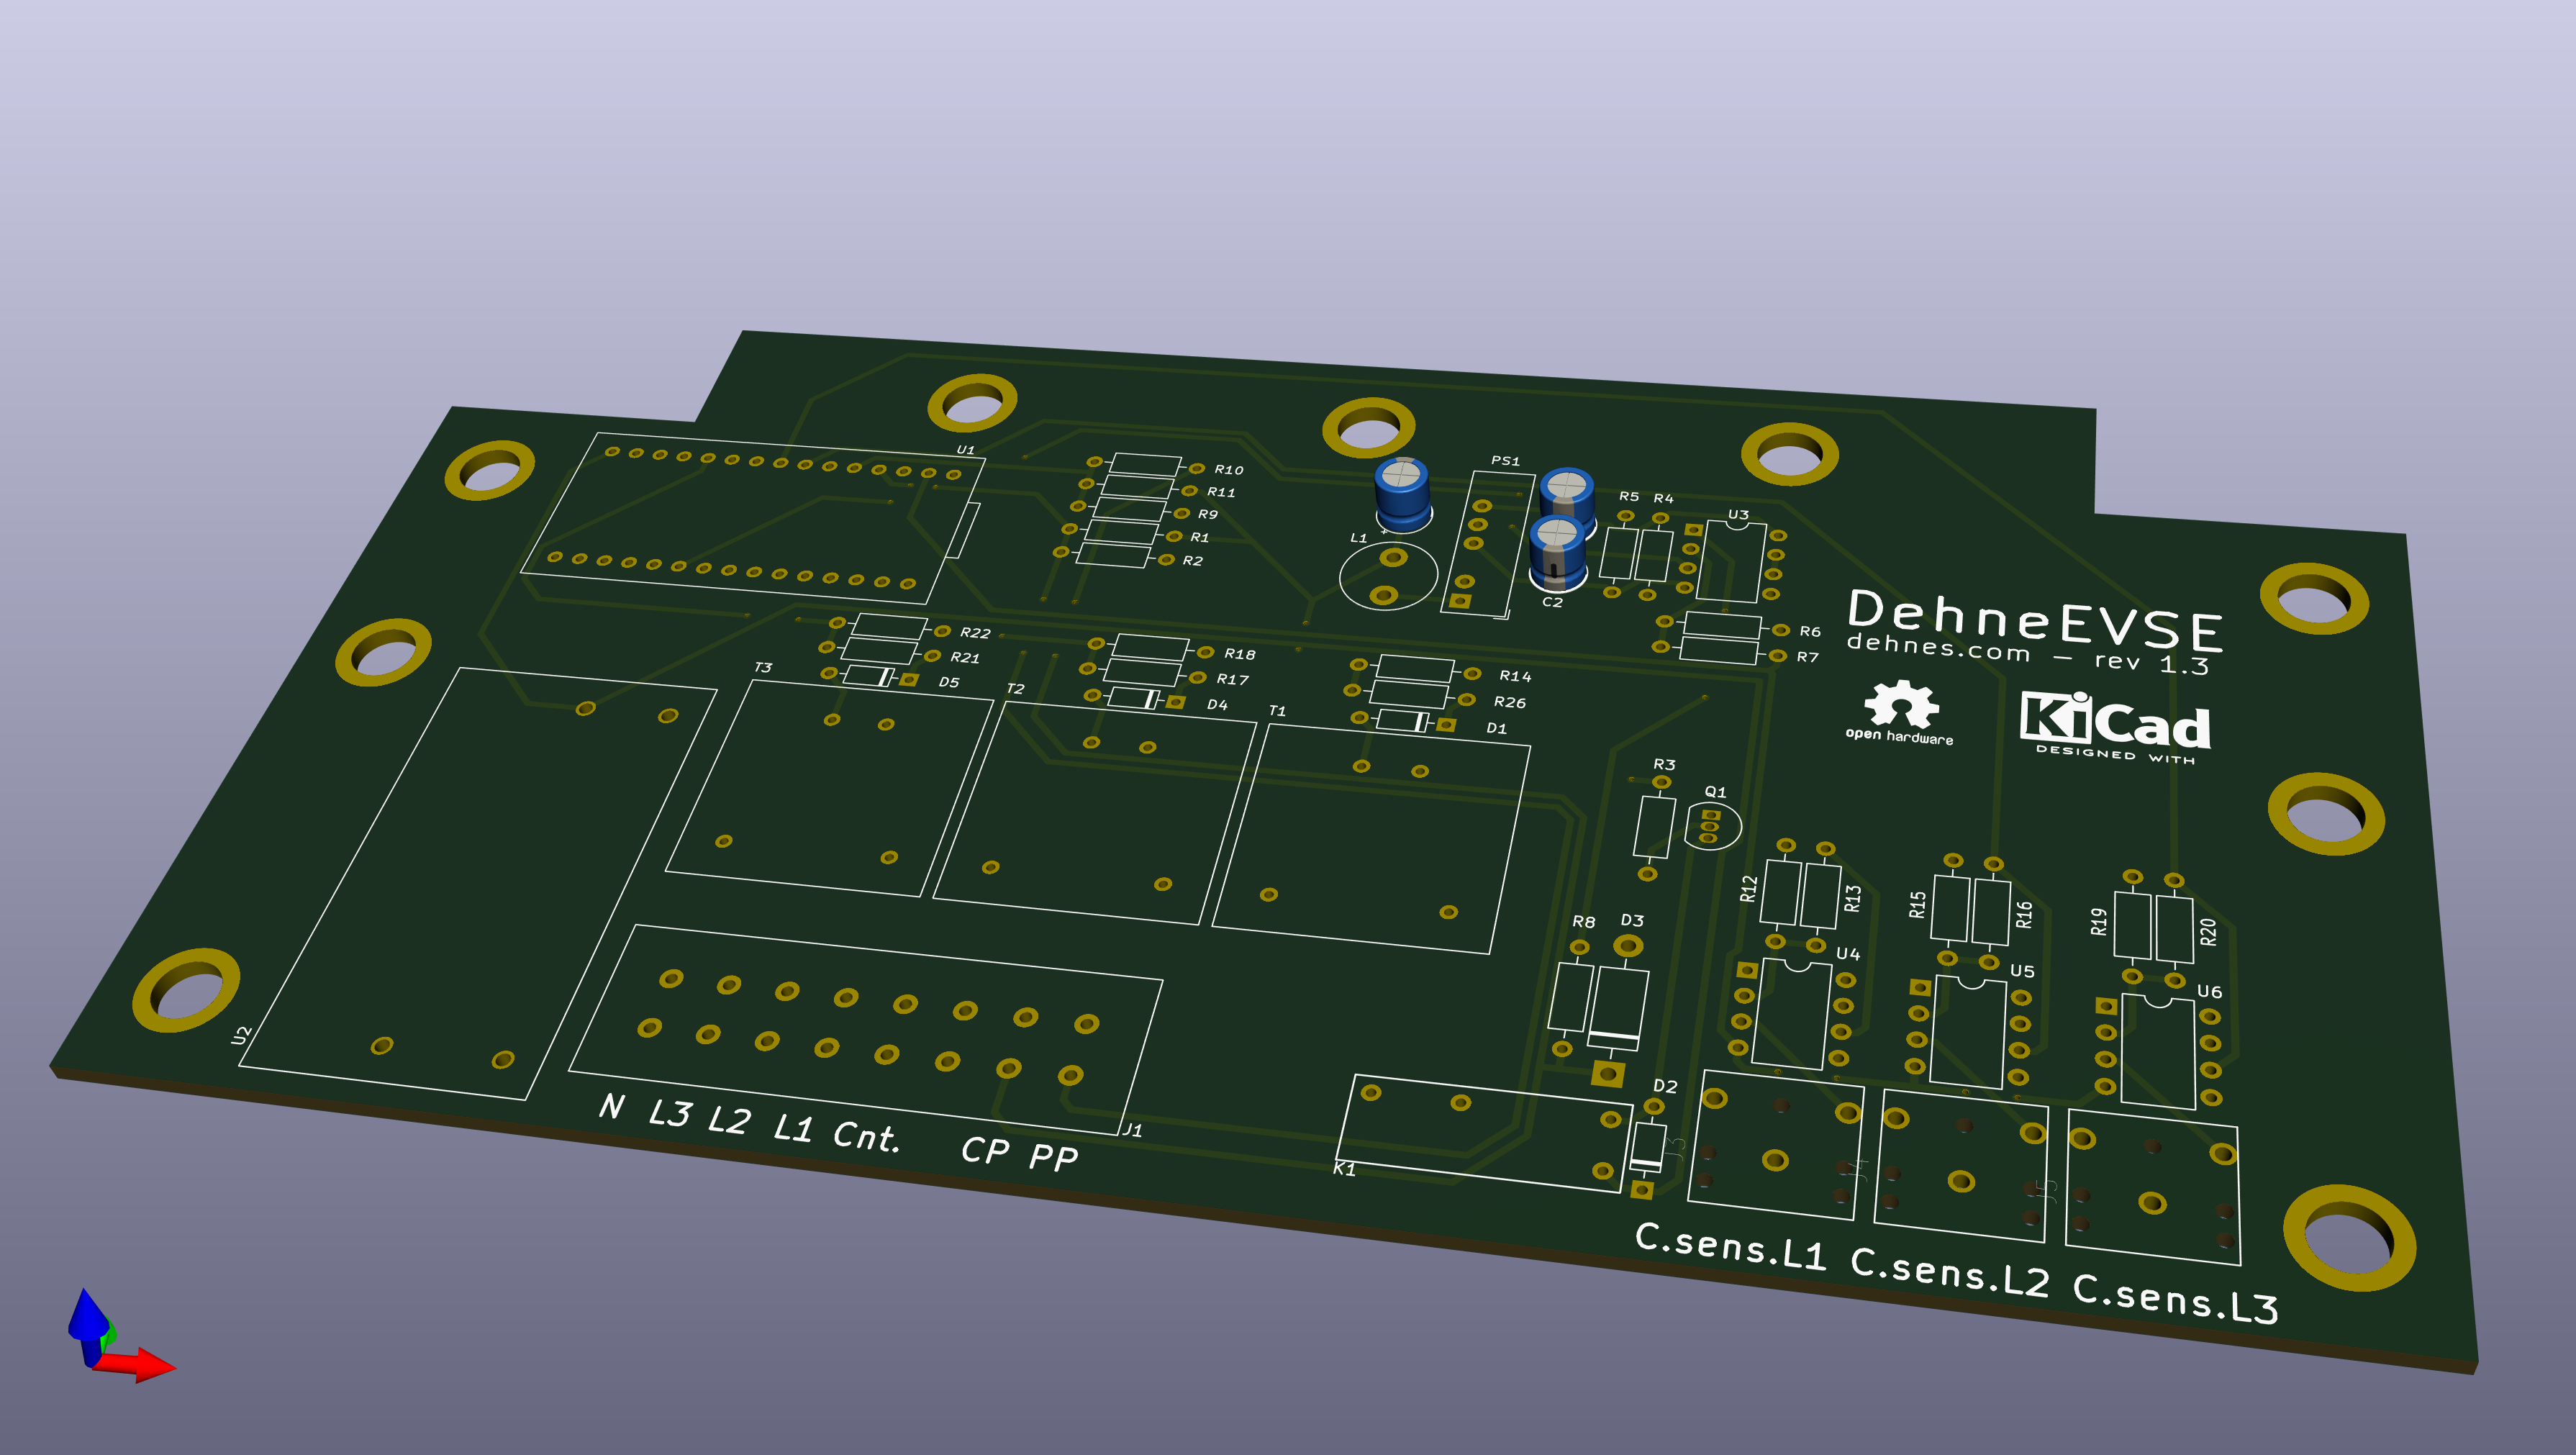 U1
R10
R11
R9
R1
R2
PS1
L1
+
C2
R5 R4
U3
R6
R7
DehneEVSE
dehnes.com — rev 1.3
open hardware
KiCad
DESIGNED WITH
R22
R21
D5
R18
R17
D4
R14
R26
D1
T3
T2
T1
R3
Q1
R12
R13
R15
R16
R19
R20
R8
D3
U4
U5
U6
U2
D2
J3
J4
J5
J1
K1
N L3 L2 L1 Cnt. CP PP
C.sens.L1 C.sens.L2 C.sens.L3